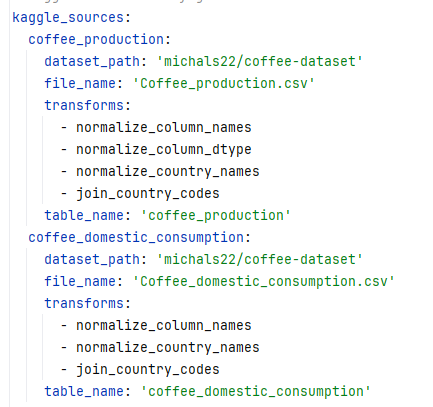 kaggle_sources:
  coffee_production:
    dataset_path: 'michals22/coffee-dataset'
    file_name: 'Coffee_production.csv'
    transforms:
      - normalize_column_names
      - normalize_column_dtype
      - normalize_country_names
      - join_country_codes
    table_name: 'coffee_production'
  coffee_domestic_consumption:
    dataset_path: 'michals22/coffee-dataset'
    file_name: 'Coffee_domestic_consumption.csv'
    transforms:
      - normalize_column_names
      - normalize_country_names
      - join_country_codes
    table_name: 'coffee_domestic_consumption'